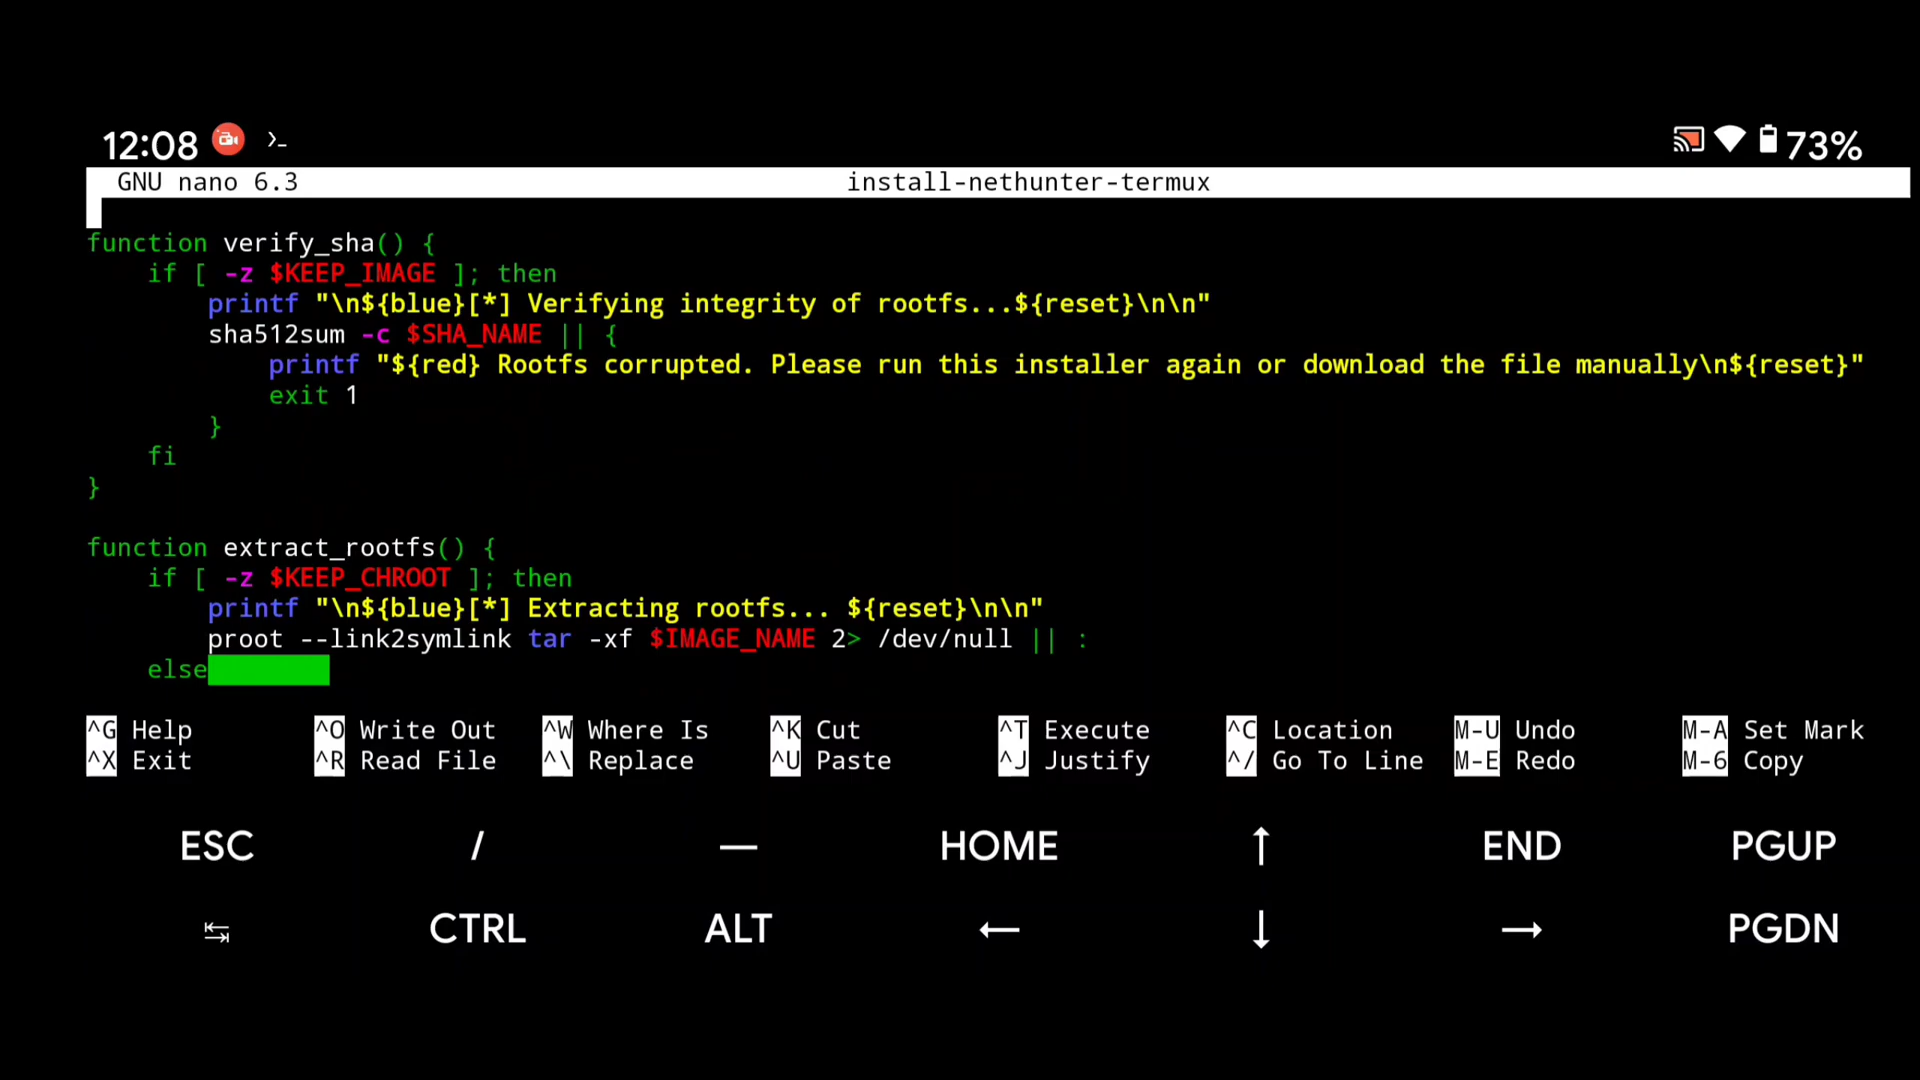 12:08 >_ 73%
GNU nano 6.3 install-nethunter-termux
function verify_sha() {
if [ -z $KEEP_IMAGE ]; then
printf "\n${blue}[*] Verifying integrity of rootfs...${reset}\n\n"
sha512sum -c $SHA_NAME || {
printf "${red} Rootfs corrupted. Please run this installer again or download the file manually\n${reset}"
exit 1
}
fi
}
function extract_rootfs() {
if [ -z $KEEP_CHROOT ]; then
printf "\n${blue}[*] Extracting rootfs... ${reset}\n\n"
proot --link2symlink tar -xf $IMAGE_NAME 2> /dev/null || :
else
^G Help ^O Write Out ^W Where Is ^K Cut ^T Execute ^C Location M-U Undo M-A Set Mark
^X Exit ^R Read File ^\ Replace ^U Paste ^J Justify ^/ Go To Line M-E Redo M-6 Copy
ESC / — HOME ↑ END PGUP
↹ CTRL ALT ← ↓ → PGDN